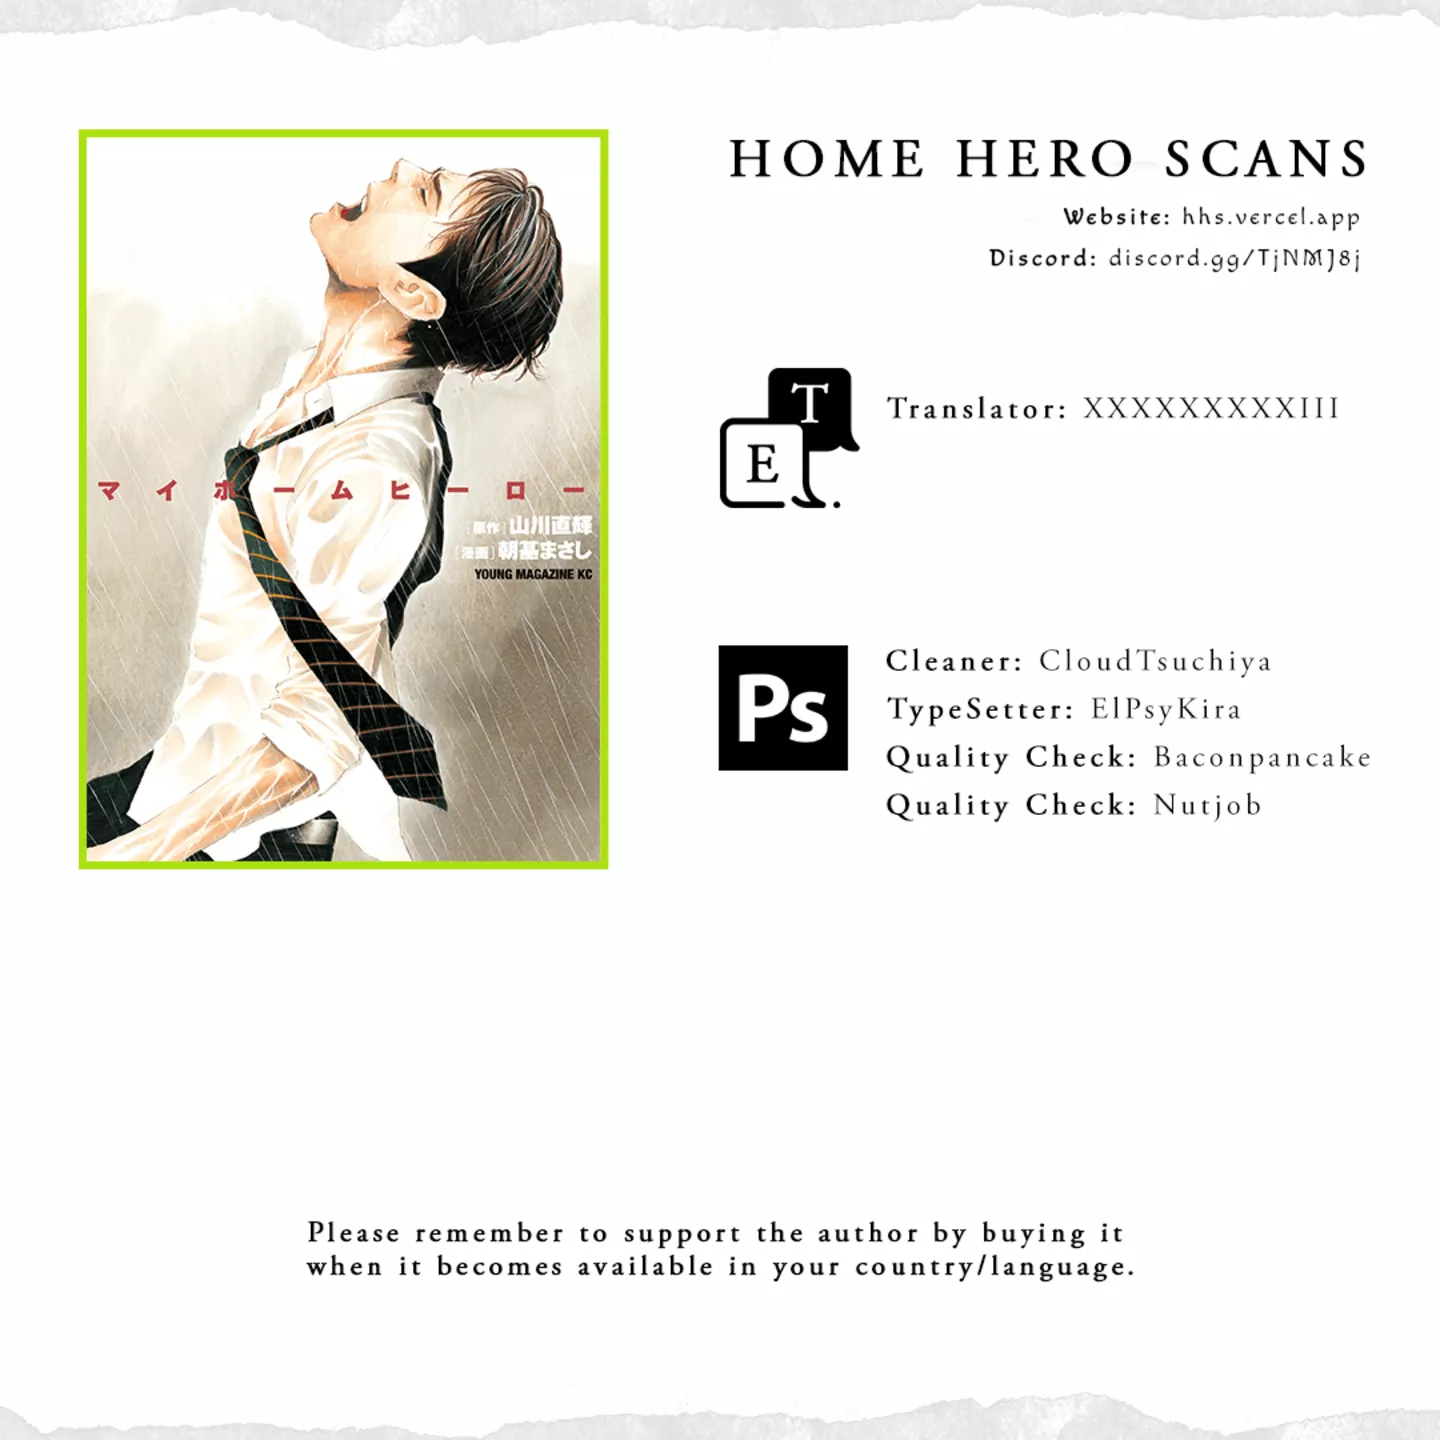 マイホームヒーロー
[原作]山川直輝
[漫画]朝基まさし
YOUNG MAGAZINE KC
HOME HERO SCANS
Website: hhs.vercel.app
Discord: discord.gg/TjNMJ8j
T
E
Translator: XXXXXXXXXIII
Ps
Cleaner: CloudTsuchiya
TypeSetter: ElPsyKira
Quality Check: Baconpancake
Quality Check: Nutjob
Please remember to support the author by buying it
when it becomes available in your country/language.